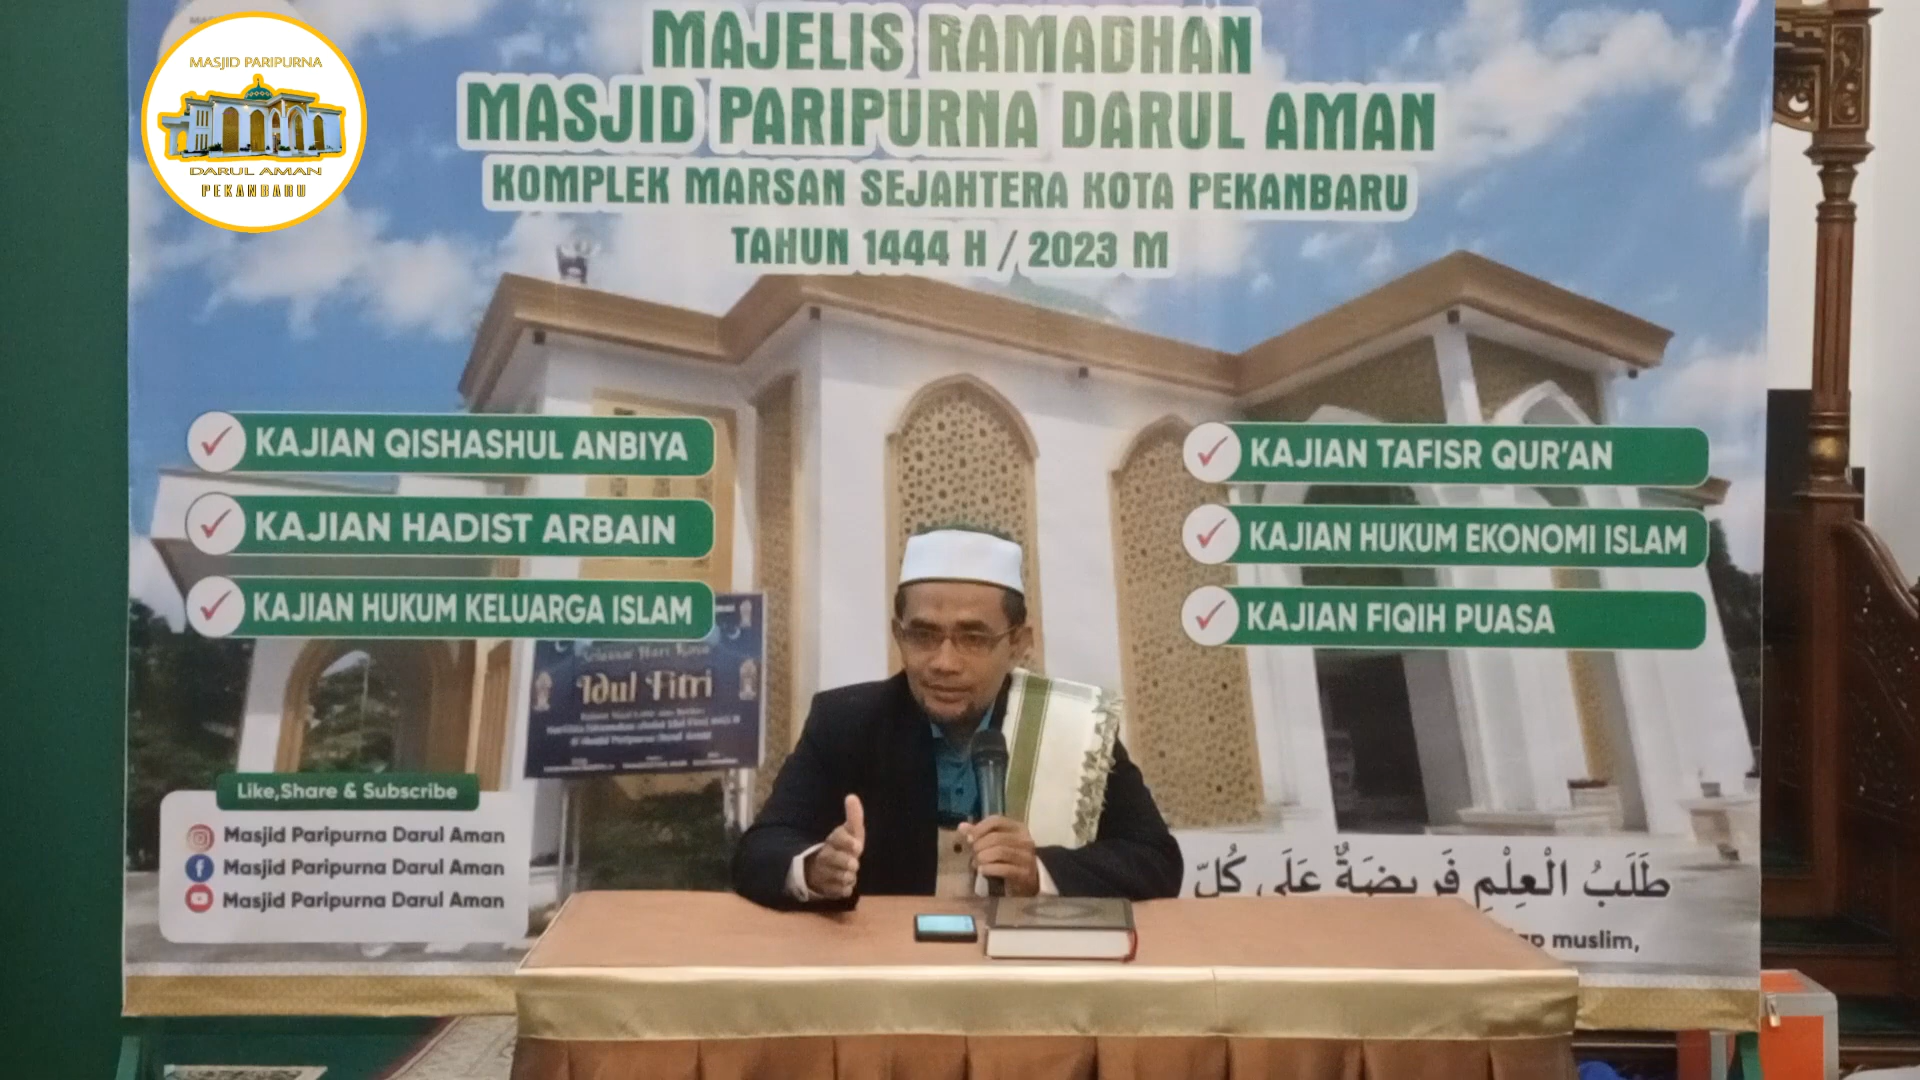 MASJID PARIPURNA
DARUL AMAN
PEKANBARU
MAJELIS RAMADHAN
MASJID PARIPURNA DARUL AMAN
KOMPLEK MARSAN SEJAHTERA KOTA PEKANBARU
TAHUN 1444 H / 2023 M
KAJIAN QISHASHUL ANBIYA
KAJIAN HADIST ARBAIN
KAJIAN HUKUM KELUARGA ISLAM
KAJIAN TAFISR QUR'AN
KAJIAN HUKUM EKONOMI ISLAM
KAJIAN FIQIH PUASA
Selamat Hari Raya
Idul Fitri
Like,Share & Subscribe
Masjid Paripurna Darul Aman
Masjid Paripurna Darul Aman
Masjid Paripurna Darul Aman
طَلَبُ الْعِلْمِ فَرِيضَةٌ عَلَى كُلِّ
muslim,